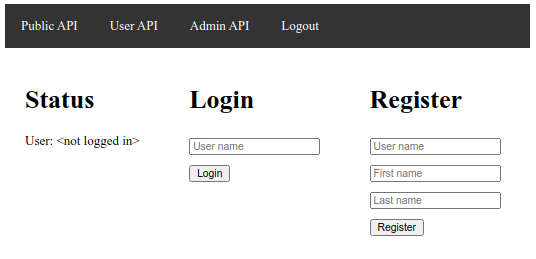 Public API User API Admin API Logout
Status
User: <not logged in>
Login
User name
Login
Register
User name
First name
Last name
Register